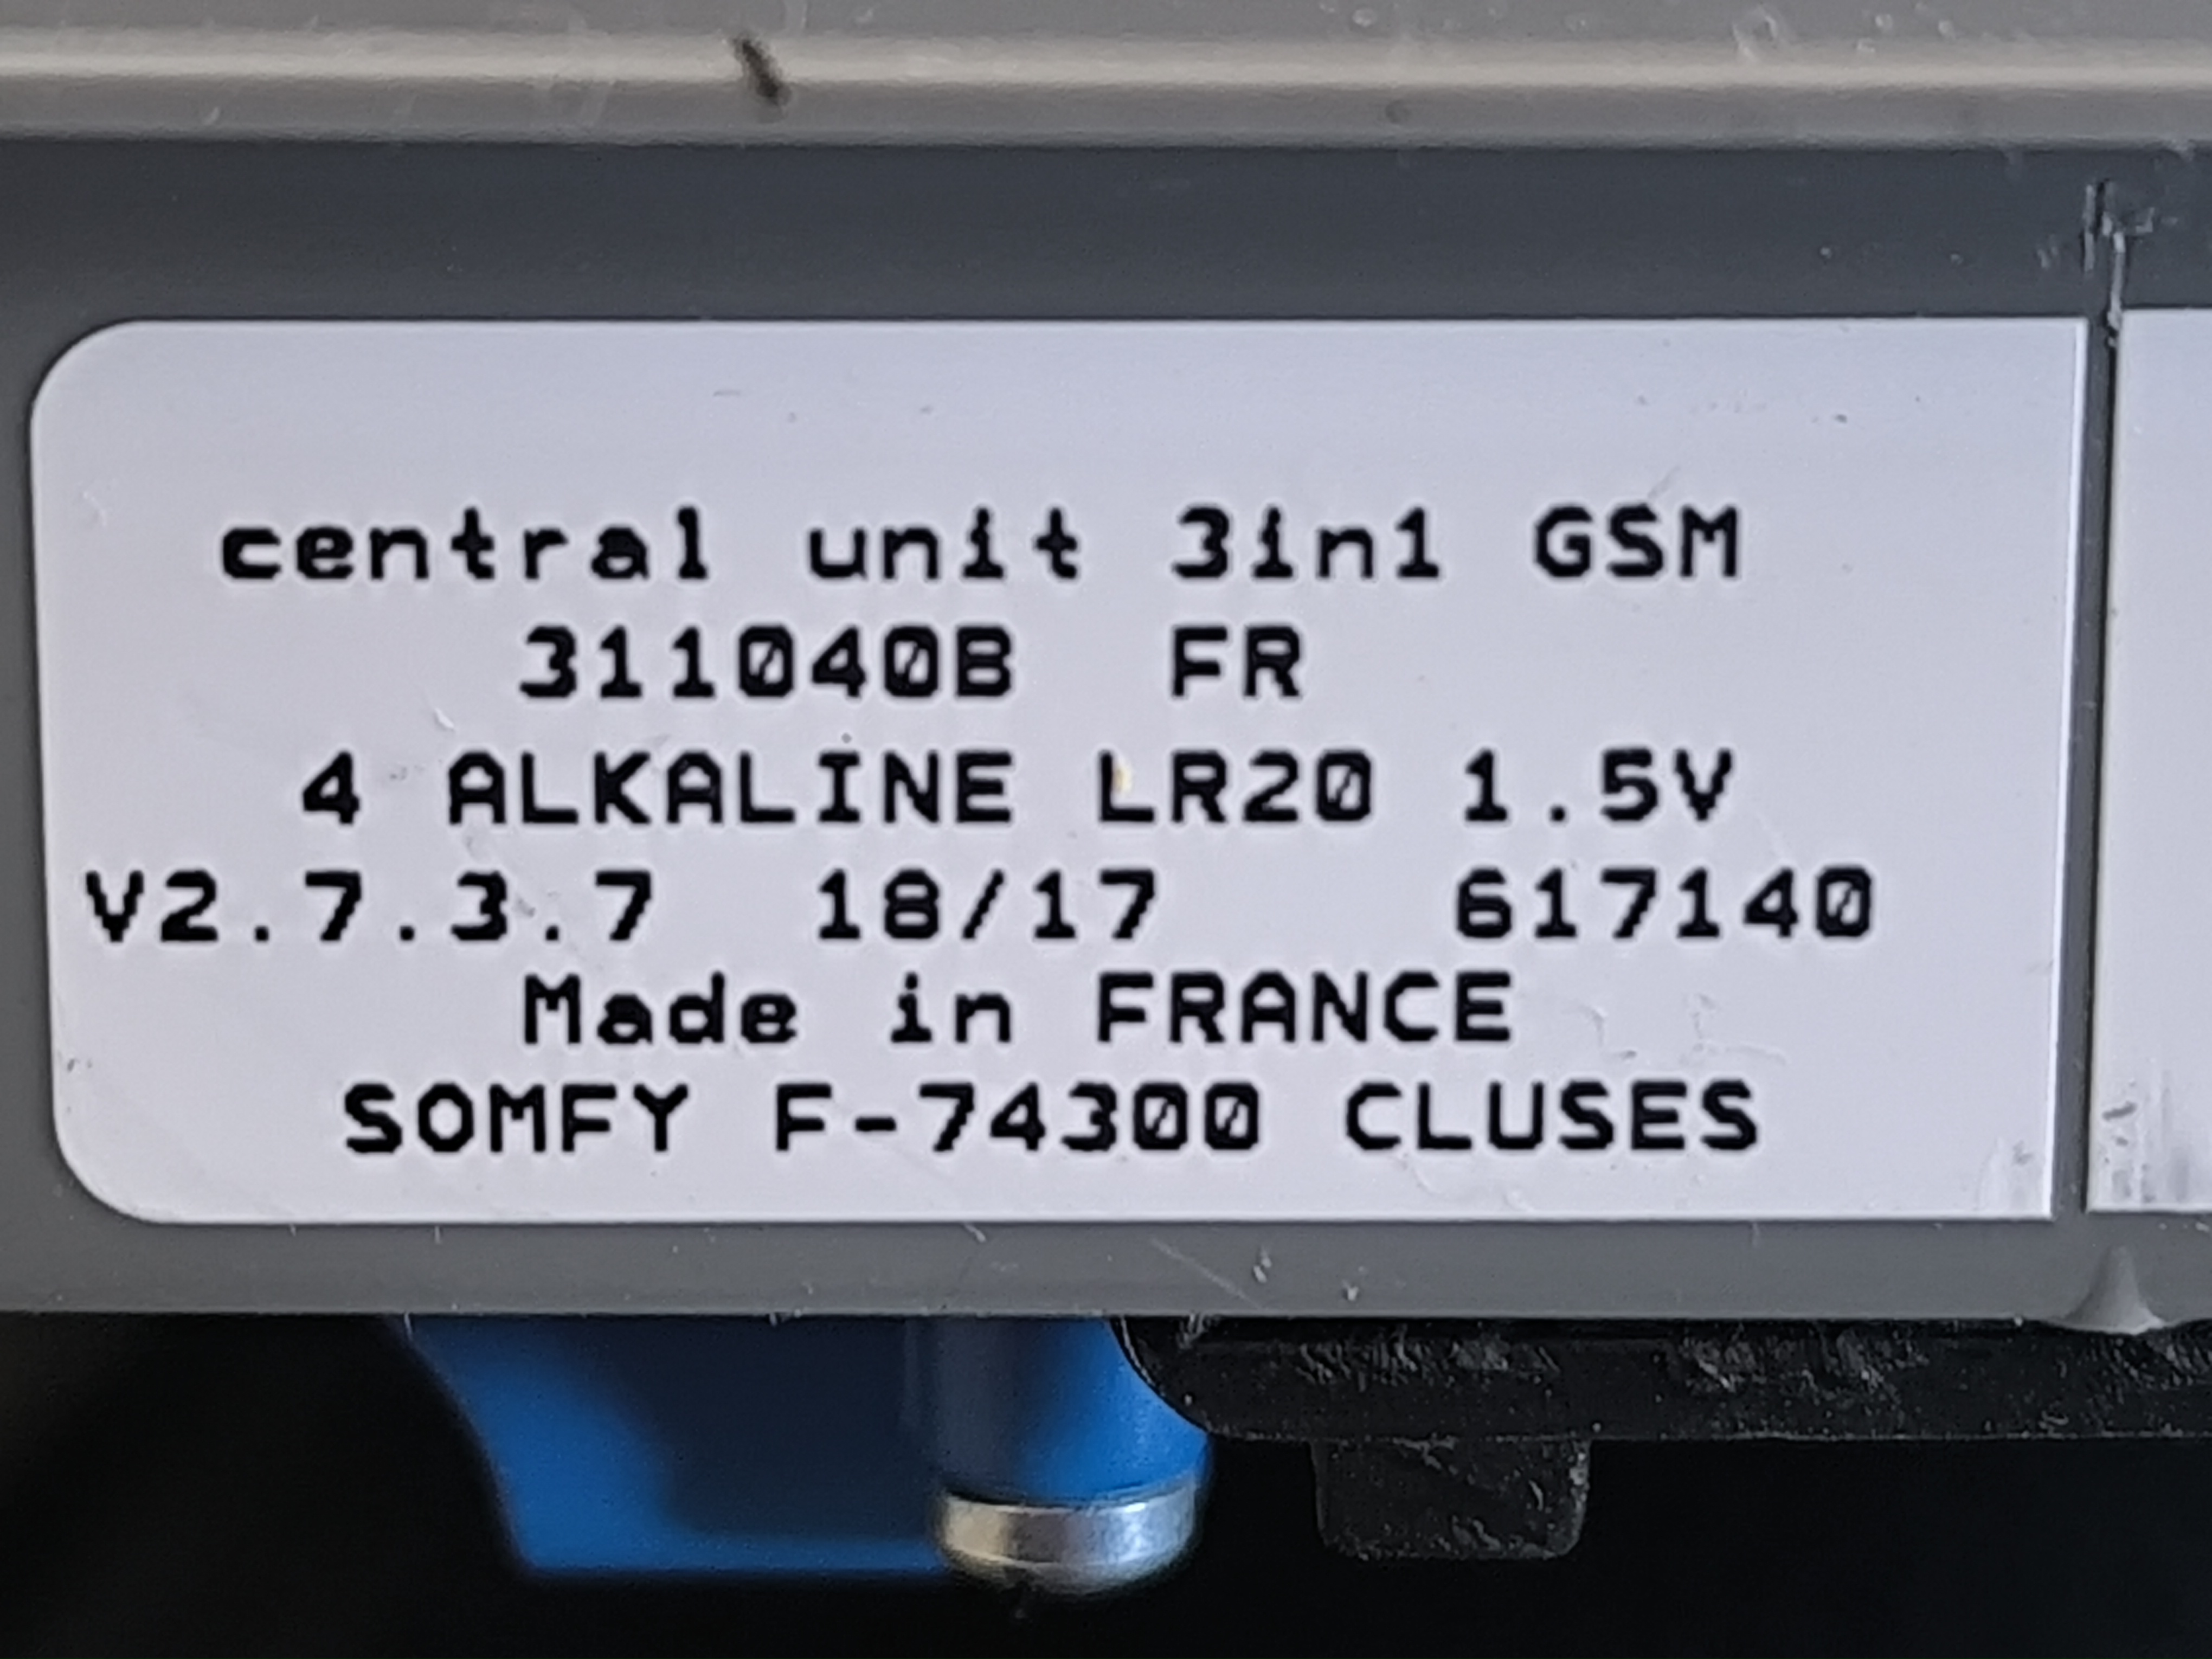 central unit 3in1 GSM
311040B FR
4 ALKALINE LR20 1.5V
V2.7.3.7 18/17 617140
Made in FRANCE
SOMFY F-74300 CLUSES